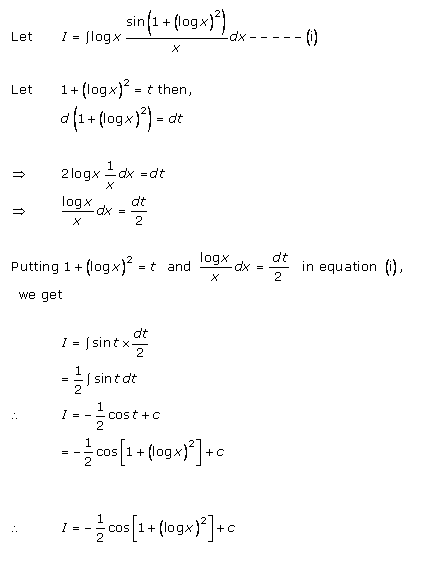 Let I = ∫ log x sin(1 + (log x)²) / x dx - - - - - (i)
Let 1 + (log x)² = t then,
d(1 + (log x)²) = dt
⇒ 2 log x 1/x dx = dt
⇒ log x / x dx = dt/2
Putting 1 + (log x)² = t and log x / x dx = dt/2 in equation (i),
we get
I = ∫ sin t × dt/2
= 1/2 ∫ sin t dt
∴ I = - 1/2 cos t + c
= - 1/2 cos[1 + (log x)²] + c
∴ I = - 1/2 cos[1 + (log x)²] + c